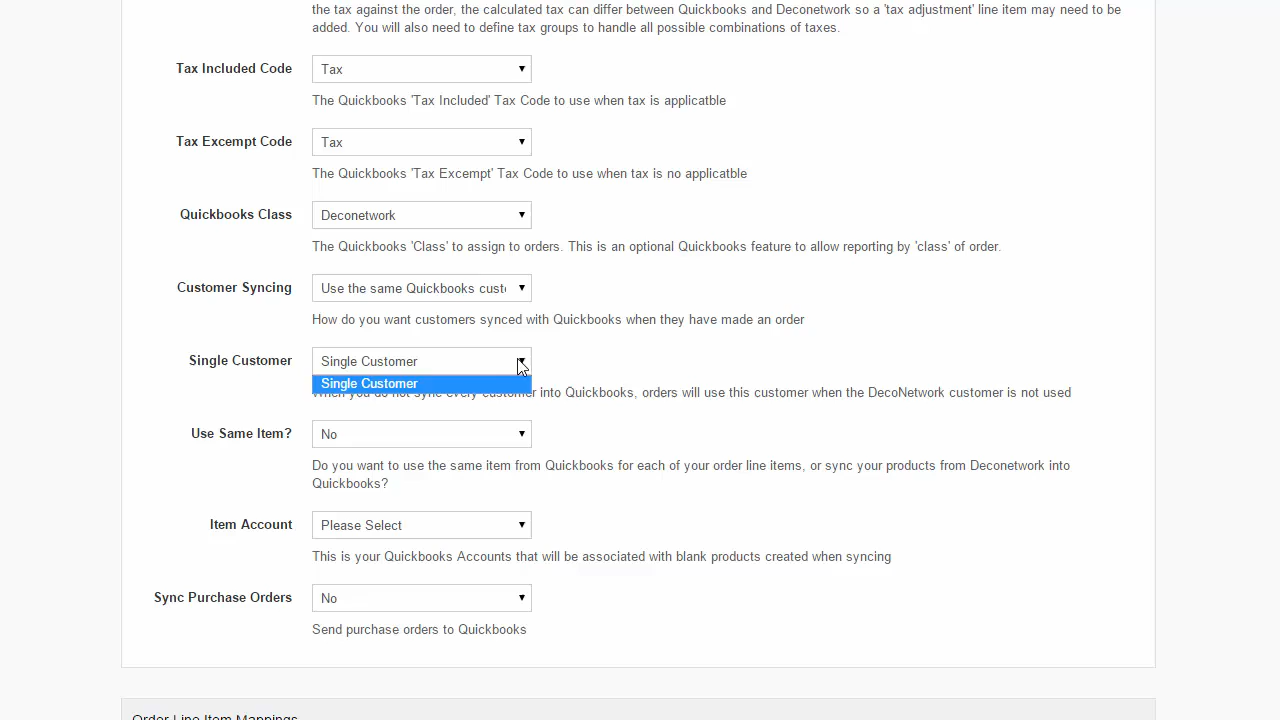 the tax against the order, the calculated tax can differ between Quickbooks and Deconetwork so a 'tax adjustment' line item may need to be
added. You will also need to define tax groups to handle all possible combinations of taxes.
Tax Included Code
Tax
The Quickbooks 'Tax Included' Tax Code to use when tax is applicatble
Tax Excempt Code
Tax
The Quickbooks 'Tax Excempt' Tax Code to use when tax is no applicatble
Quickbooks Class
Deconetwork
The Quickbooks 'Class' to assign to orders. This is an optional Quickbooks feature to allow reporting by 'class' of order.
Customer Syncing
Use the same Quickbooks cust
How do you want customers synced with Quickbooks when they have made an order
Single Customer
Single Customer
Single Customer
When you do not sync every customer into Quickbooks, orders will use this customer when the DecoNetwork customer is not used
Use Same Item?
No
Do you want to use the same item from Quickbooks for each of your order line items, or sync your products from Deconetwork into
Quickbooks?
Item Account
Please Select
This is your Quickbooks Accounts that will be associated with blank products created when syncing
Sync Purchase Orders
No
Send purchase orders to Quickbooks
Order Line Item Mappings